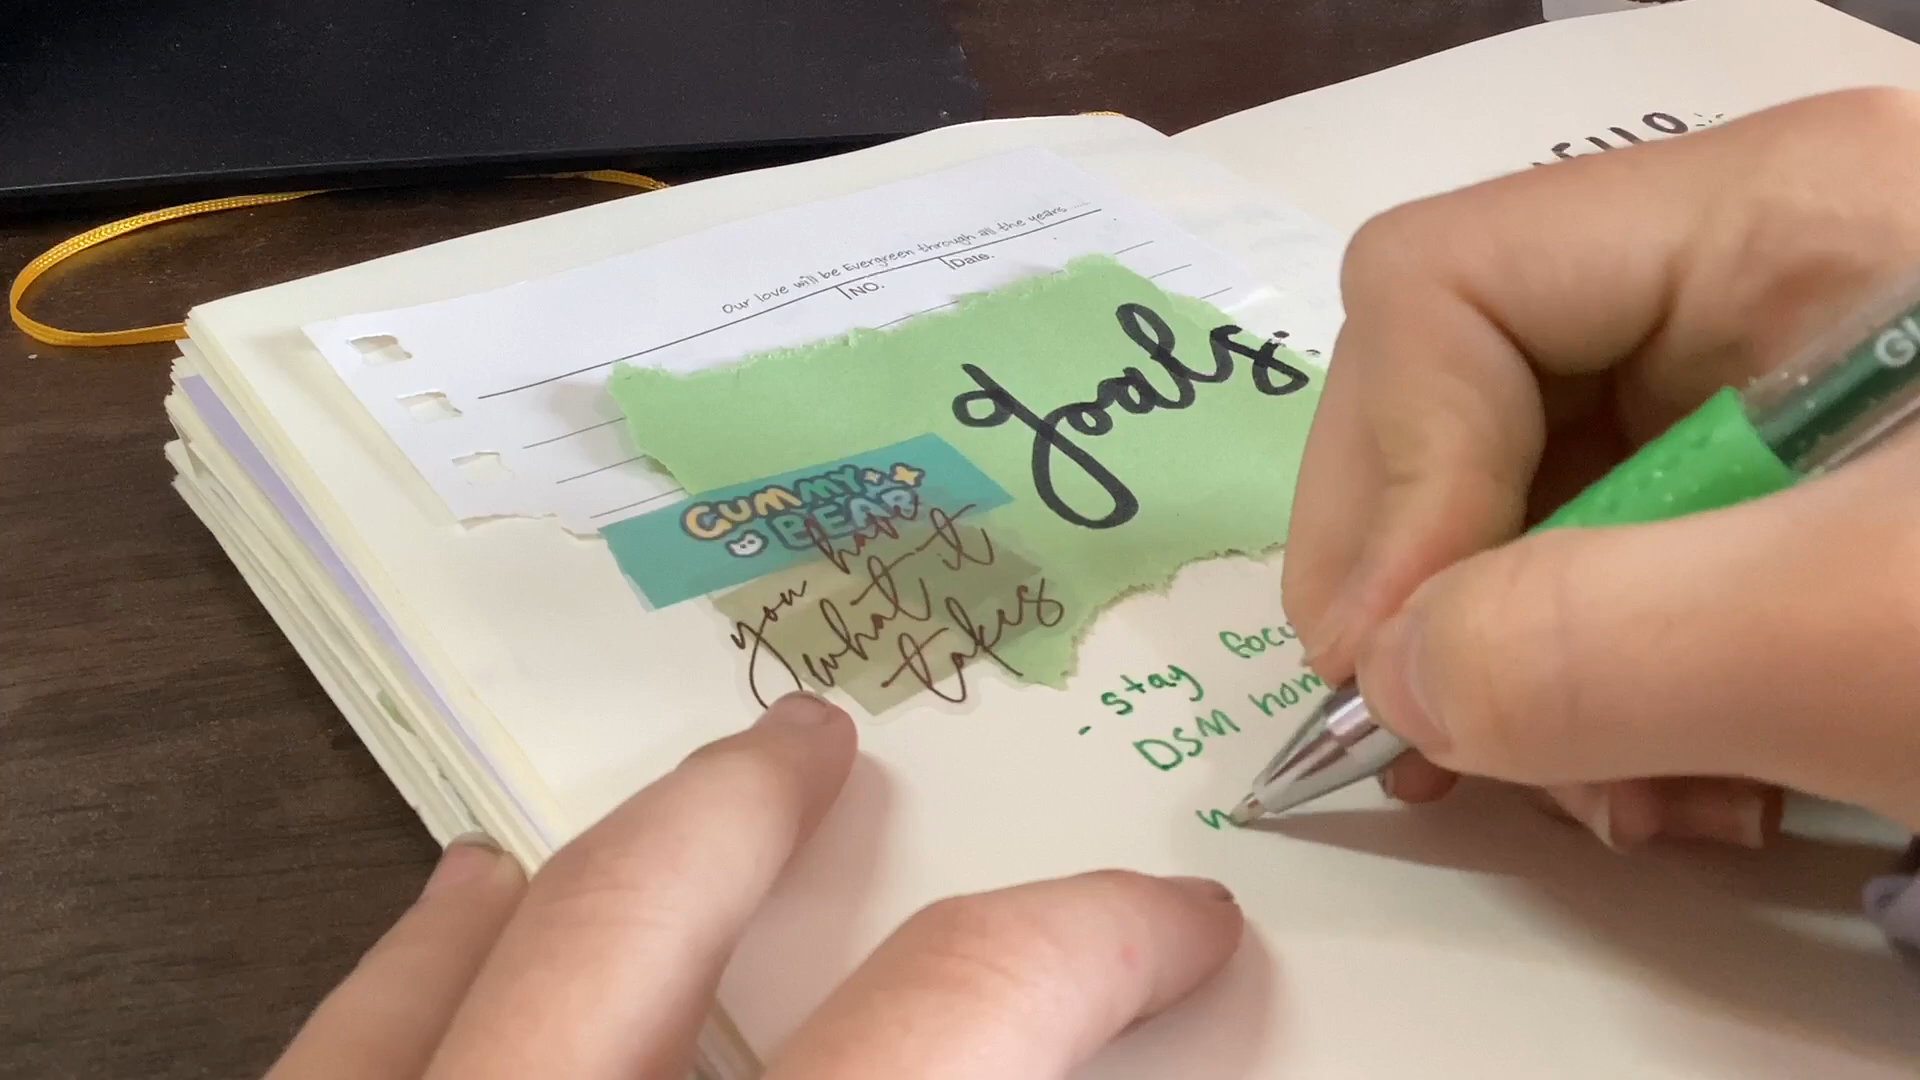 Our love will be Evergreen through all the years
NO.
Date.
goals.
GUMMY
BEAR
you have
what it
takes
- stay
DSM